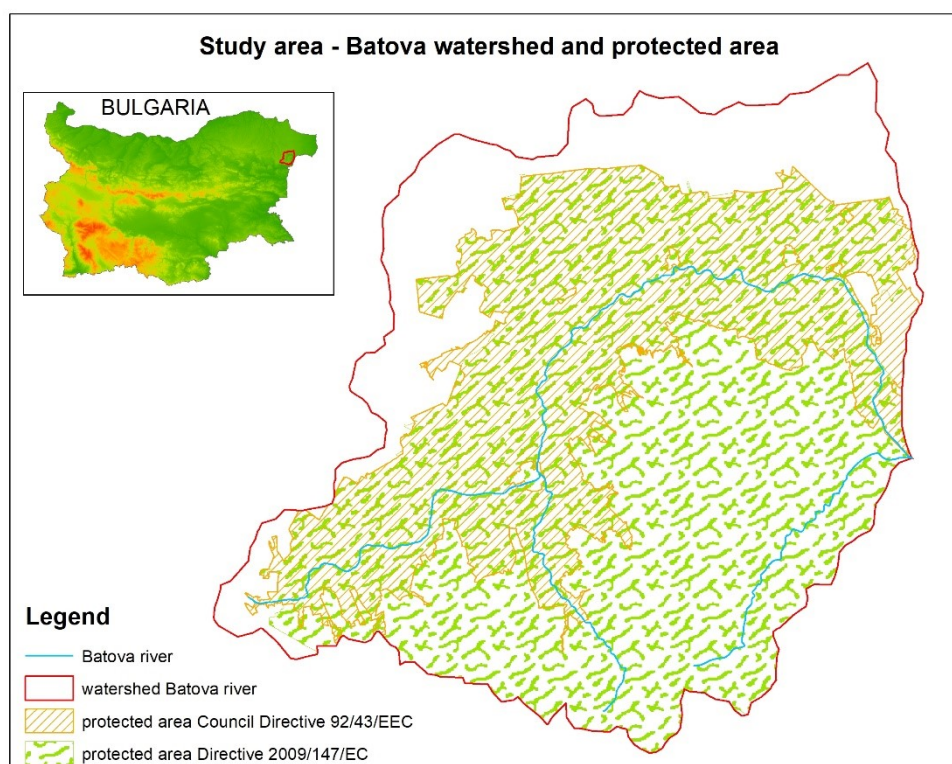 Study area - Batova watershed and protected area
BULGARIA
Legend
Batova river
watershed Batova river
protected area Council Directive 92/43/EEC
protected area Directive 2009/147/EC